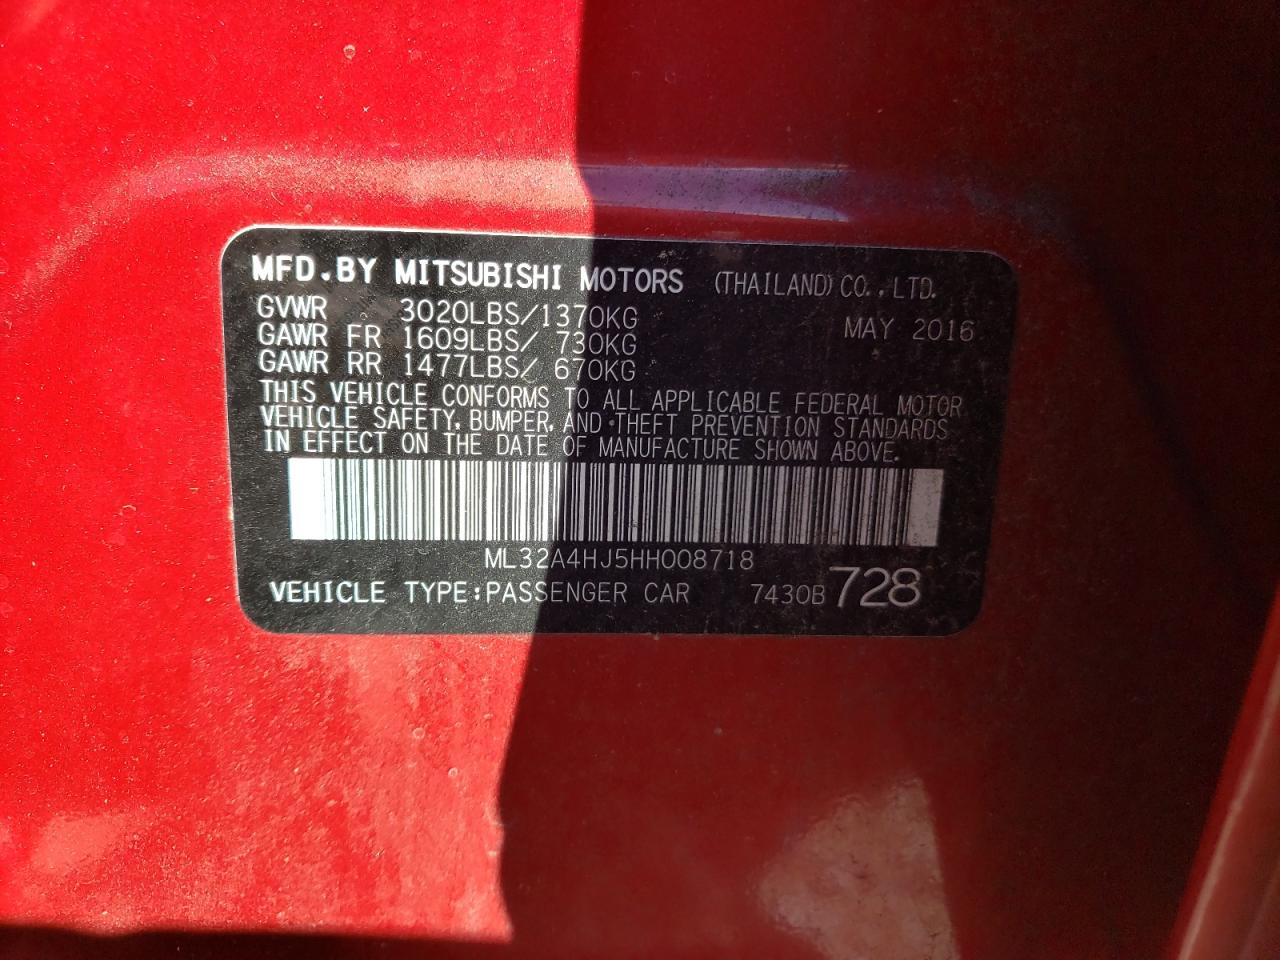 MFD.BY MITSUBISHI MOTORS (THAILAND) CO.,LTD.
GVWR 3020LBS/1370KG MAY 2016
GAWR FR 1609LBS/ 730KG
GAWR RR 1477LBS/ 670KG
THIS VEHICLE CONFORMS TO ALL APPLICABLE FEDERAL MOTOR
VEHICLE SAFETY, BUMPER, AND THEFT PREVENTION STANDARDS
IN EFFECT ON THE DATE OF MANUFACTURE SHOWN ABOVE.
ML32A4HJ5HH008718
VEHICLE TYPE:PASSENGER CAR 7430B 728